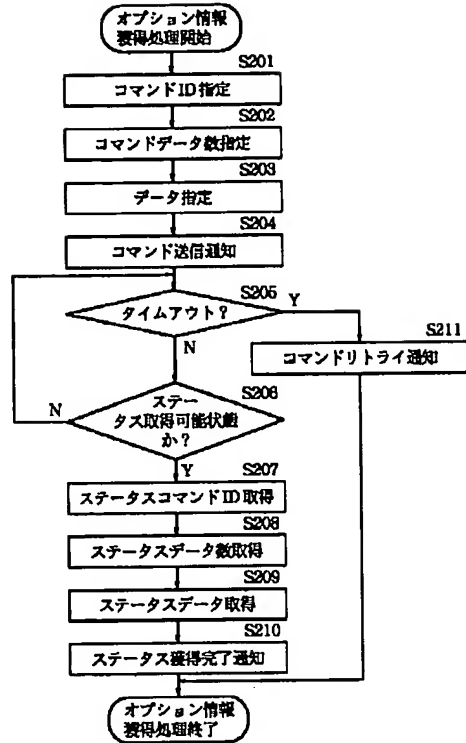 オプション情報
獲得処理開始
S201
コマンドID指定
S202
コマンドデータ数指定
S203
データ指定
S204
コマンド送信通知
S205
タイムアウト？
Y
N
S211
コマンドリトライ通知
S206
ステー
タス取得可能状態
か？
N
Y
S207
ステータスコマンドID取得
S208
ステータスデータ数取得
S209
ステータスデータ取得
S210
ステータス獲得完了通知
オプション情報
獲得処理終了